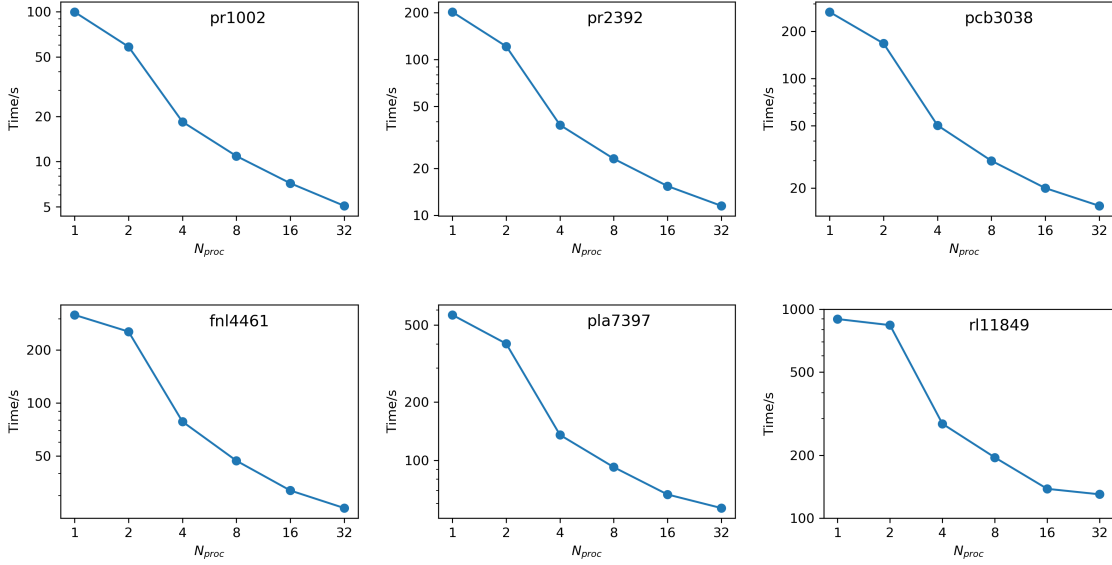 pr1002
Time/s
100
50
20
10
5
1 2 4 8 16 32
N_proc
pr2392
Time/s
200
100
50
20
10
1 2 4 8 16 32
N_proc
pcb3038
Time/s
200
100
50
20
1 2 4 8 16 32
N_proc
fnl4461
Time/s
200
100
50
1 2 4 8 16 32
N_proc
pla7397
Time/s
500
200
100
1 2 4 8 16 32
N_proc
rl11849
Time/s
1000
500
200
100
1 2 4 8 16 32
N_proc